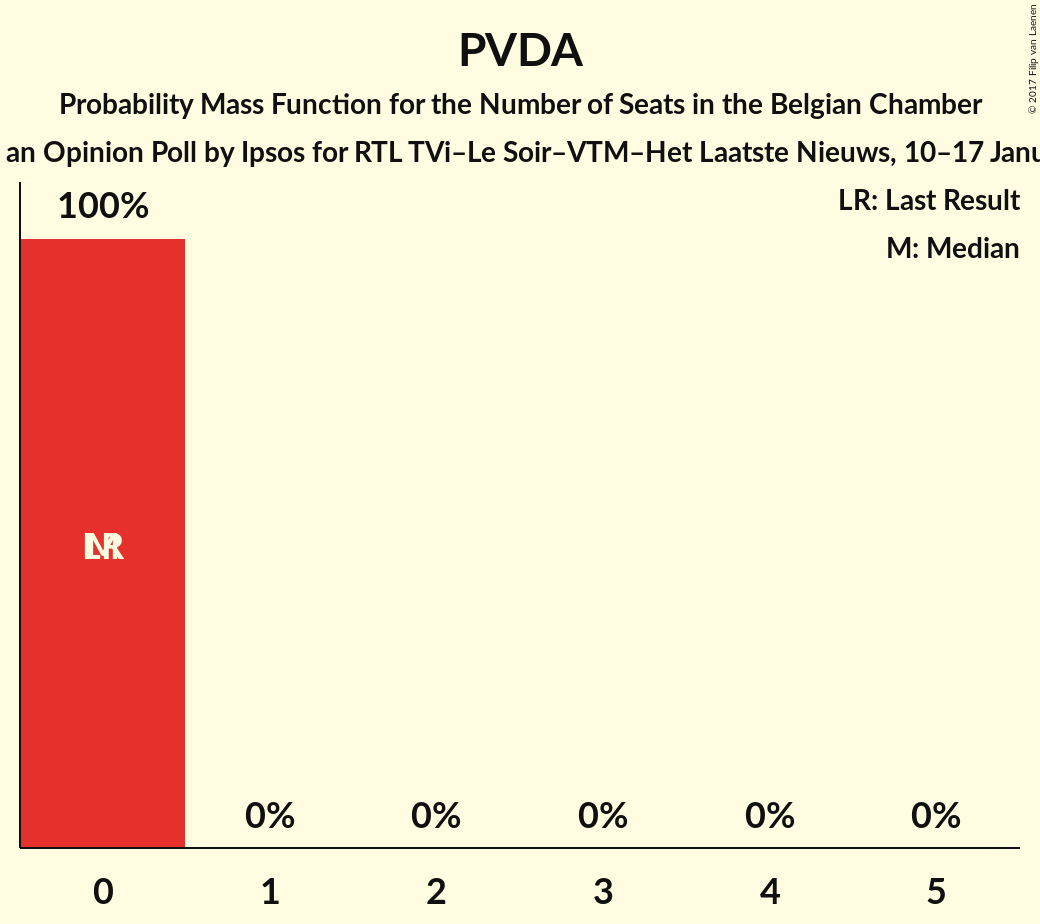 PVDA
Probability Mass Function for the Number of Seats in the Belgian Chamber
an Opinion Poll by Ipsos for RTL TVi–Le Soir–VTM–Het Laatste Nieuws, 10–17 Janu
© 2017 Filip van Laenen
LR: Last Result
M: Median
100%
LR
M
0% 0% 0% 0% 0%
0 1 2 3 4 5